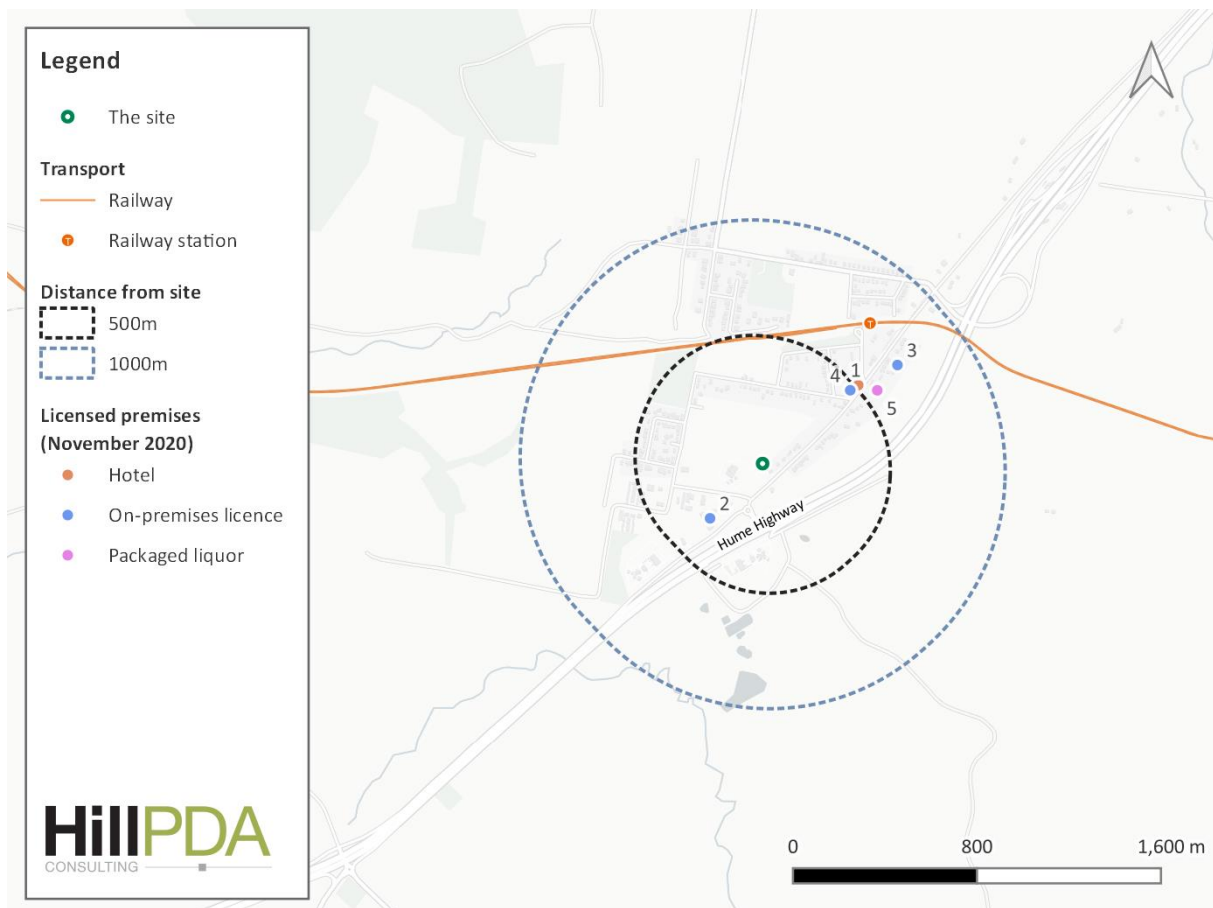 Legend
The site
Transport
Railway
T
Railway station
Distance from site
500m
1000m
Licensed premises
(November 2020)
Hotel
On-premises licence
Packaged liquor
HillPDA
CONSULTING
T
3
4 1
5
2
Hume Highway
0 800 1,600 m